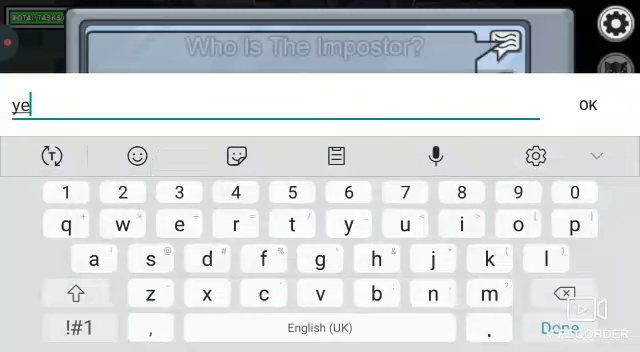 TOTAL TASKS
Who Is The Impostor?
ye
OK
1 2 3 4 5 6 7 8 9 0
q w e r t y u i o p
a s d f g h j k l
z x c v b n m
!#1 , English (UK) . Done